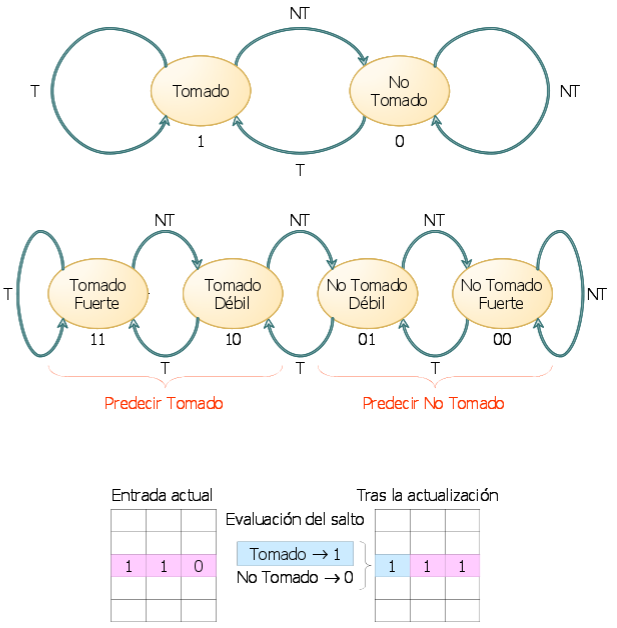 NT
T
Tomado
No
Tomado
NT
1
0
T
NT
NT
NT
T
Tomado
Fuerte
Tomado
Débil
No Tomado
Débil
No Tomado
Fuerte
NT
11
10
01
00
T
T
T
Predecir Tomado
Predecir No Tomado
Entrada actual
Tras la actualización
Evaluación del salto
Tomado → 1
1 1 0
1 1 1
No Tomado → 0